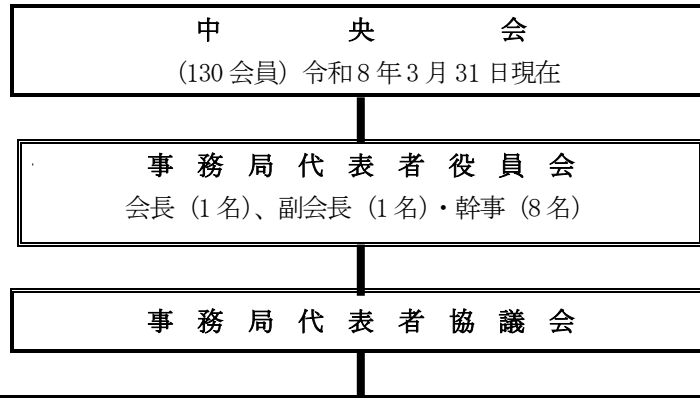 中央会
(130会員) 令和8年3月31日現在
事務局代表者役員会
会長 (1名)、副会長 (1名)・幹事 (8名)
事務局代表者協議会